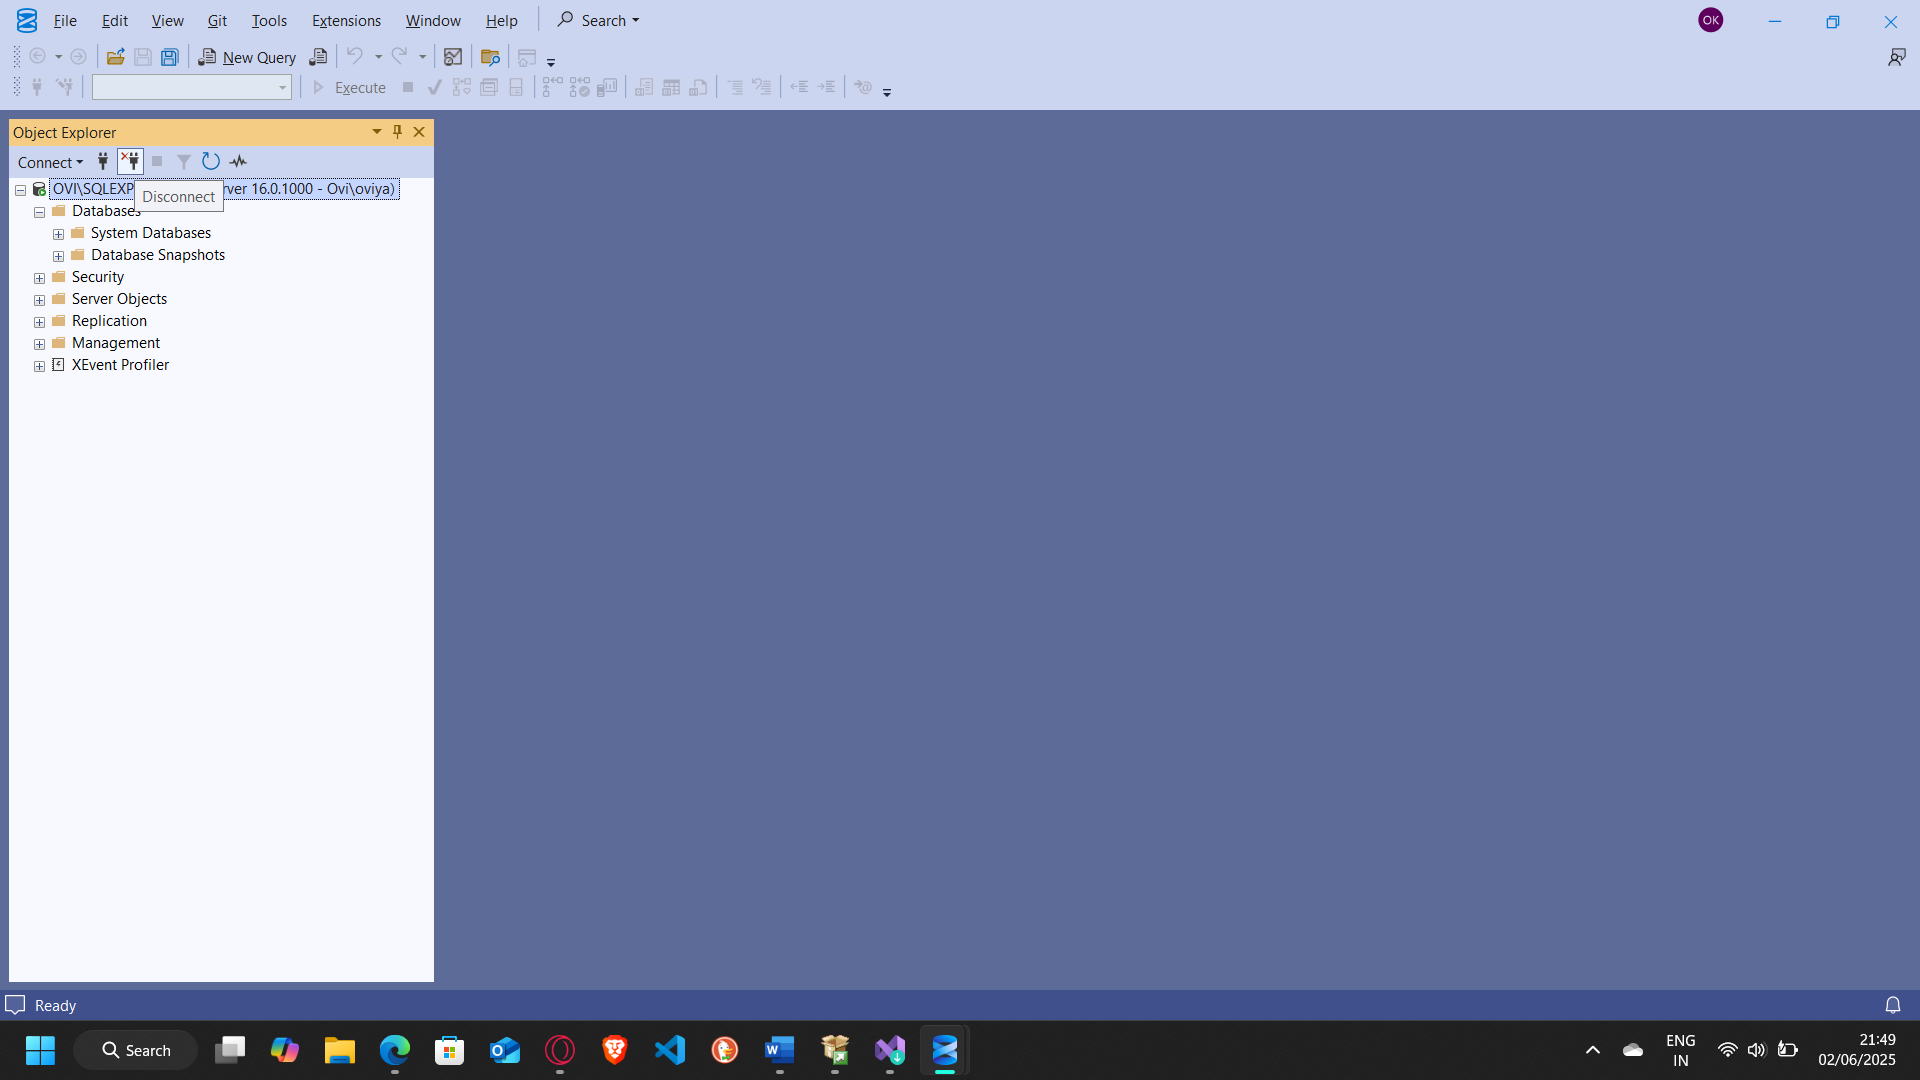 File Edit View Git Tools Extensions Window Help Search
OK
New Query
Execute
Object Explorer
Connect
OVI\SQLEXP rver 16.0.1000 - Ovi\oviya)
Disconnect
Databases
System Databases
Database Snapshots
Security
Server Objects
Replication
Management
XEvent Profiler
Ready
Search
ENG
IN
21:49
02/06/2025